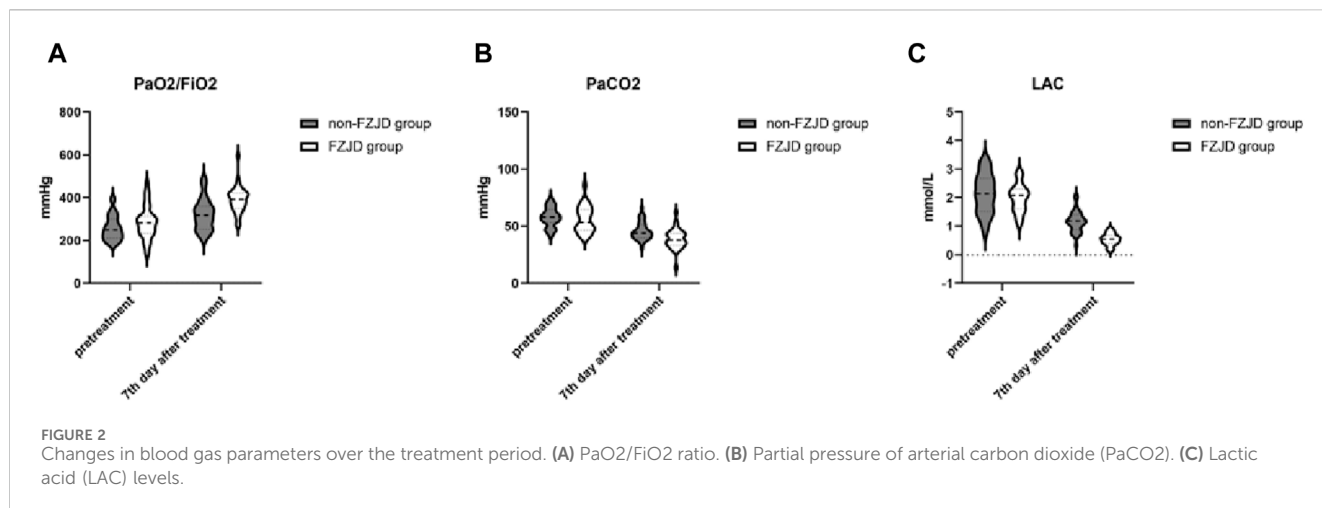 A
PaO2/FiO2
800
600
400
200
0
mmHg
pretreatment
7th day after treatment
non-FZJD group
FZJD group
B
PaCO2
150
100
50
0
mmHg
pretreatment
7th day after treatment
non-FZJD group
FZJD group
C
LAC
5
4
3
2
1
0
-1
mmol/L
pretreatment
7th day after treatment
non-FZJD group
FZJD group
FIGURE 2
Changes in blood gas parameters over the treatment period. (A) PaO2/FiO2 ratio. (B) Partial pressure of arterial carbon dioxide (PaCO2). (C) Lactic
acid (LAC) levels.